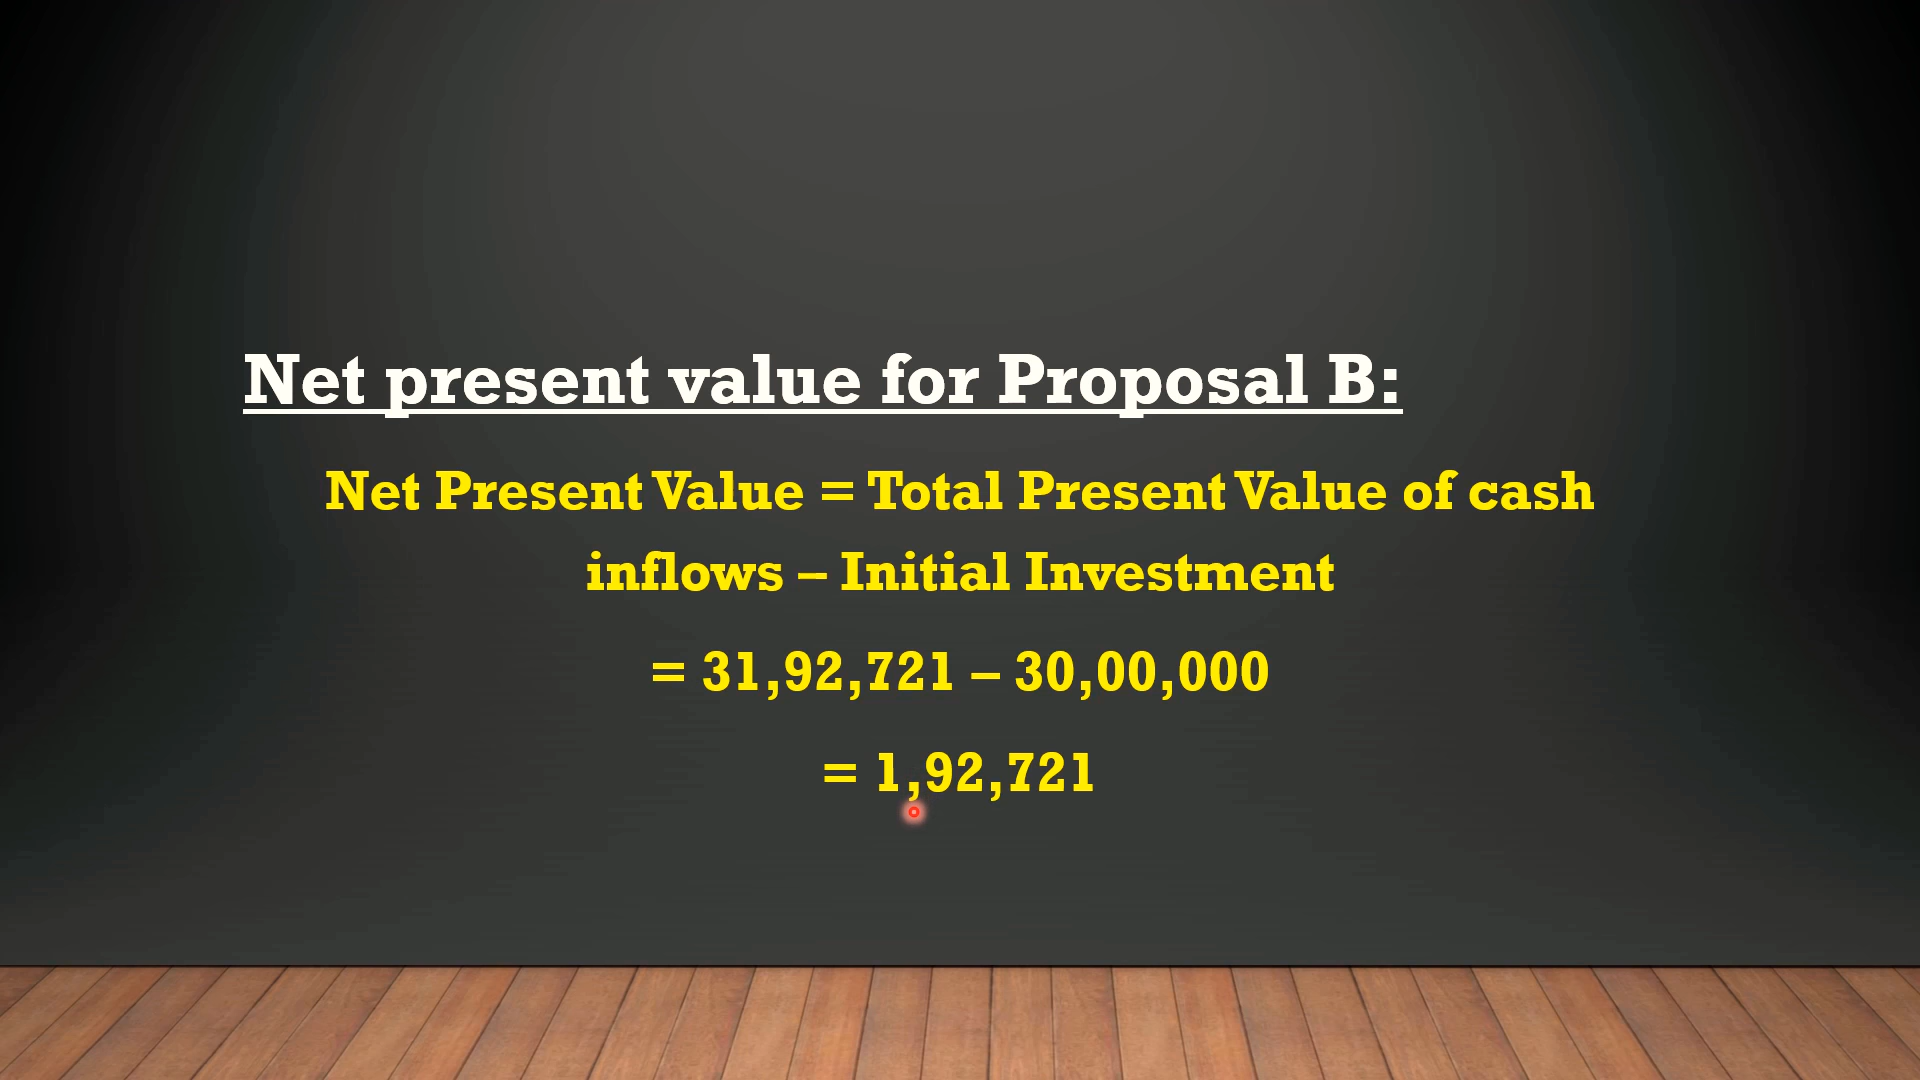 Net present value for Proposal B:
Net Present Value = Total Present Value of cash
inflows – Initial Investment
= 31,92,721 – 30,00,000
= 1,92,721